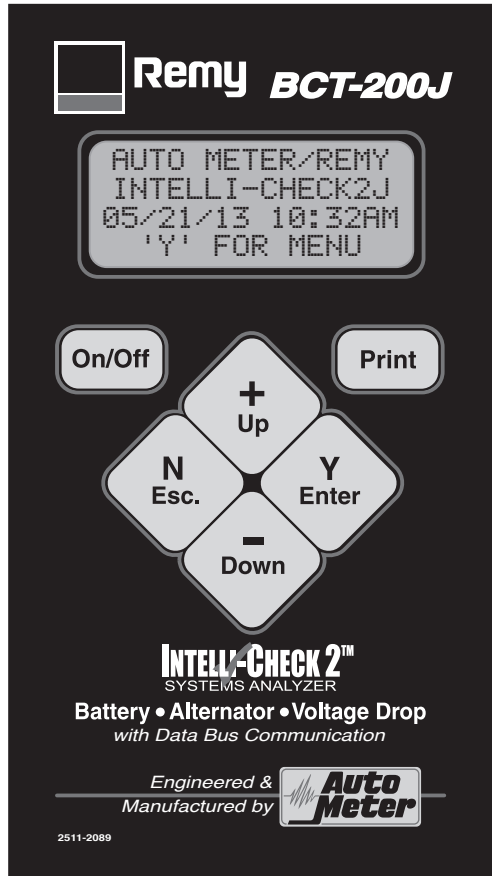 Remy BCT-200J
AUTO METER/REMY
INTELLI-CHECK2J
05/21/13 10:32AM
'Y' FOR MENU
On/Off
Print
+
Up
N
Esc.
Y
Enter
-
Down
INTELLI-CHECK 2™
SYSTEMS ANALYZER
Battery • Alternator • Voltage Drop
with Data Bus Communication
Engineered &
Manufactured by
Auto
Meter
2511-2089